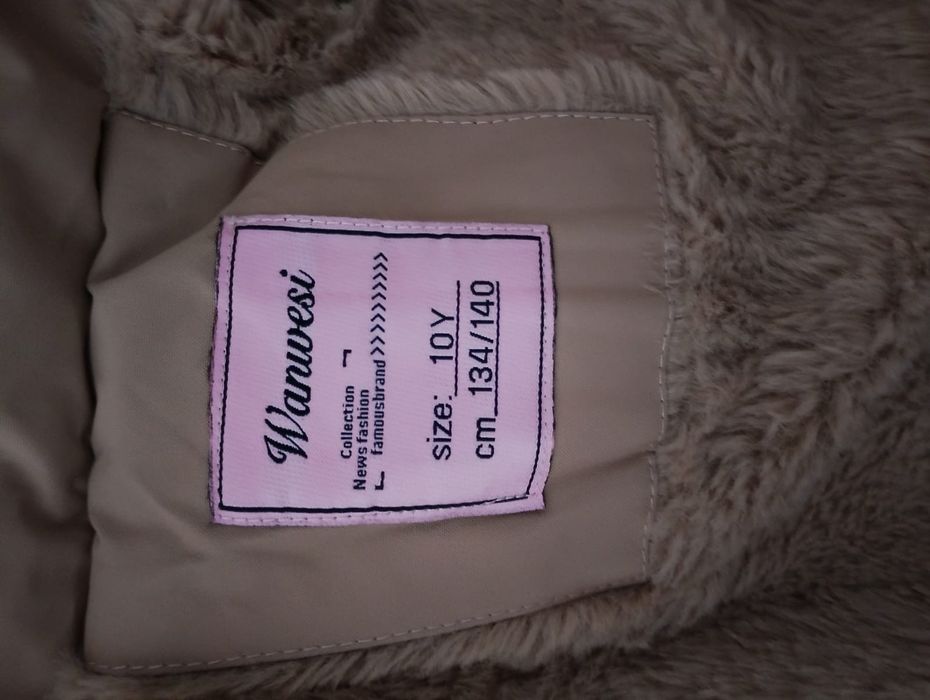 Wanwesi
Collection
News fashion
famousbrand >>>>>>>>>>
size: 10Y
cm 134/140